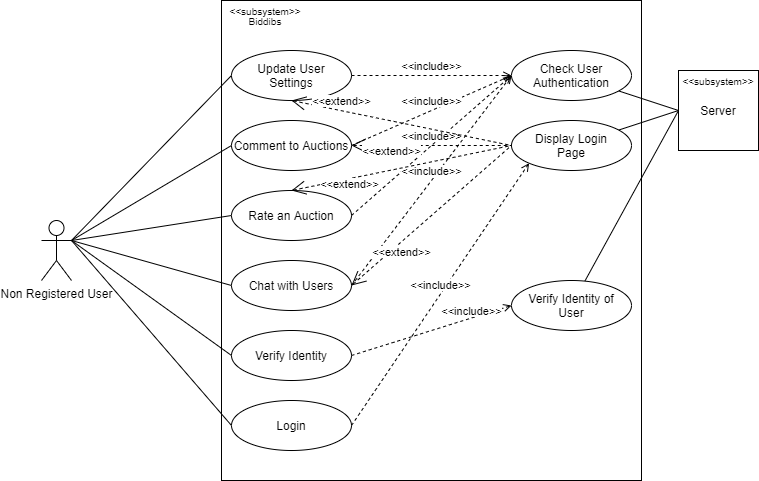 <<subsystem>>
Biddibs
Update User
Settings
<<include>>
Check User
Authentication
<<subsystem>>
Server
<<extend>>
<<include>>
Comment to Auctions
<<include>>
<<extend>>
Display Login
Page
<<include>>
<<extend>>
Rate an Auction
<<extend>>
Non Registered User
Chat with Users
<<include>>
Verify Identity of
User
<<include>>
Verify Identity
Login